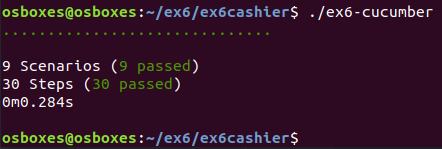 osboxes@osboxes:~/ex6/ex6cashier$ ./ex6-cucumber
..............................
9 Scenarios (9 passed)
30 Steps (30 passed)
0m0.284s
osboxes@osboxes:~/ex6/ex6cashier$